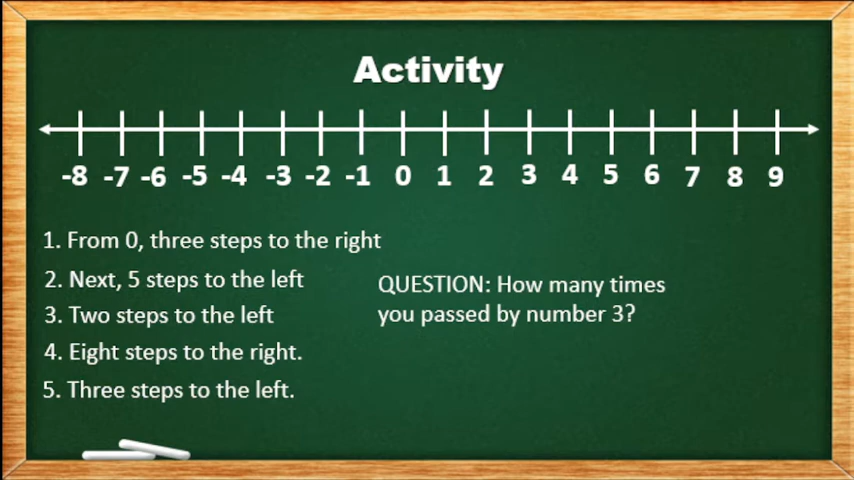 Activity
-8 -7 -6 -5 -4 -3 -2 -1 0 1 2 3 4 5 6 7 8 9
1. From 0, three steps to the right
2. Next, 5 steps to the left
3. Two steps to the left
4. Eight steps to the right.
5. Three steps to the left.
QUESTION: How many times
you passed by number 3?